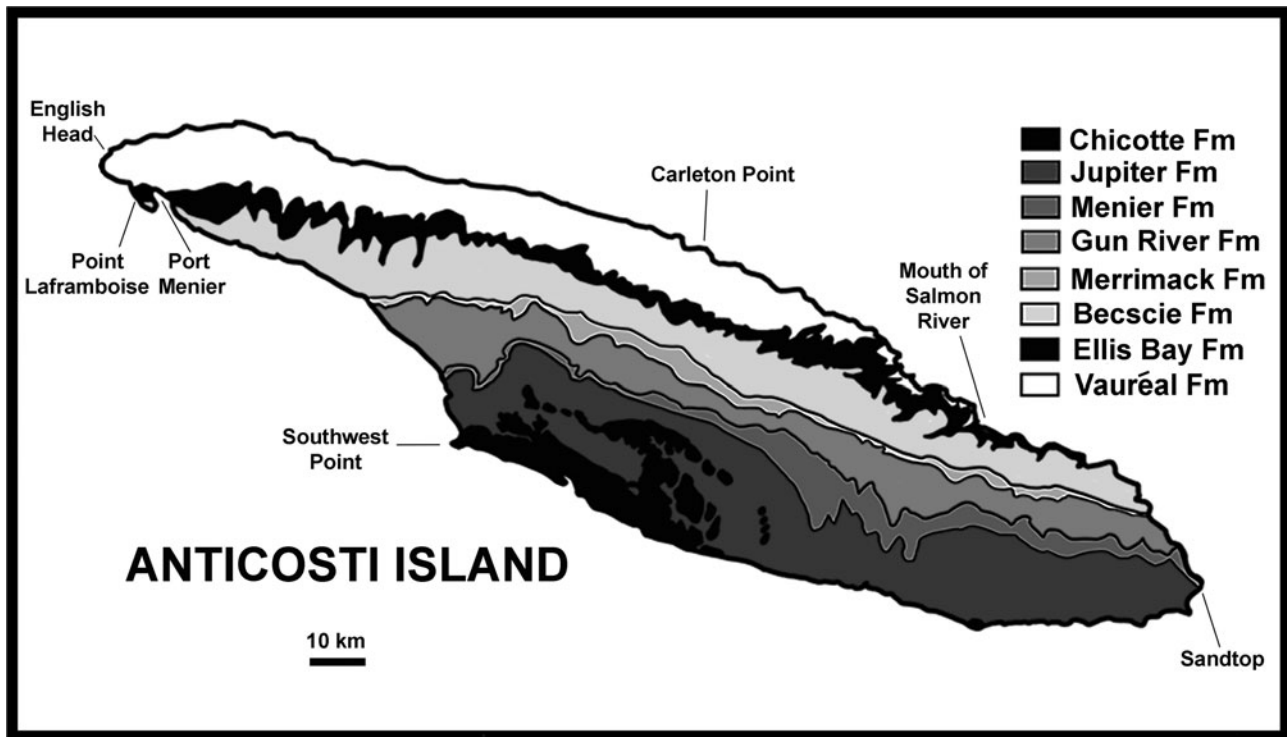 English
Head
Carleton Point
Point
Laframboise
Port
Menier
Mouth of
Salmon
River
Southwest
Point
ANTICOSTI ISLAND
10 km
Sandtop
Chicotte Fm
Jupiter Fm
Menier Fm
Gun River Fm
Merrimack Fm
Becscie Fm
Ellis Bay Fm
Vauréal Fm